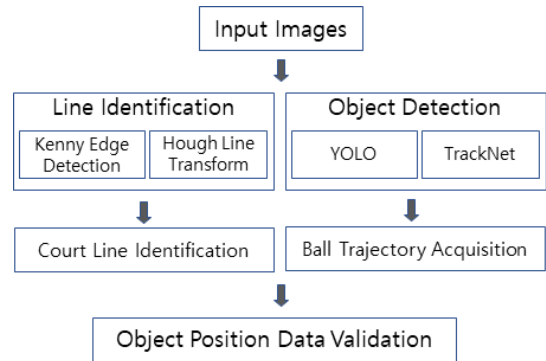 Input Images
Line Identification
Kenny Edge
Detection
Hough Line
Transform
Object Detection
YOLO
TrackNet
Court Line Identification
Ball Trajectory Acquisition
Object Position Data Validation